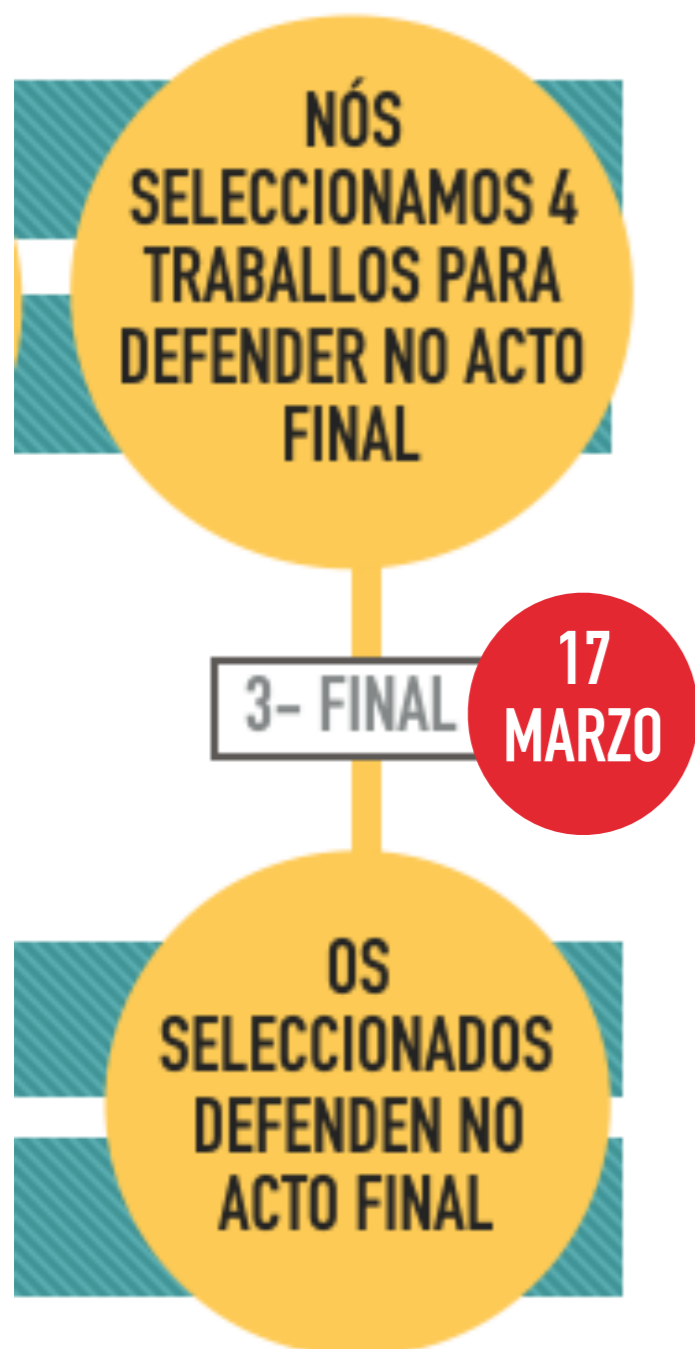 NÓS
SELECCIONAMOS 4
TRABALLOS PARA
DEFENDER NO ACTO
FINAL
3- FINAL
17
MARZO
OS
SELECCIONADOS
DEFENDEN NO
ACTO FINAL